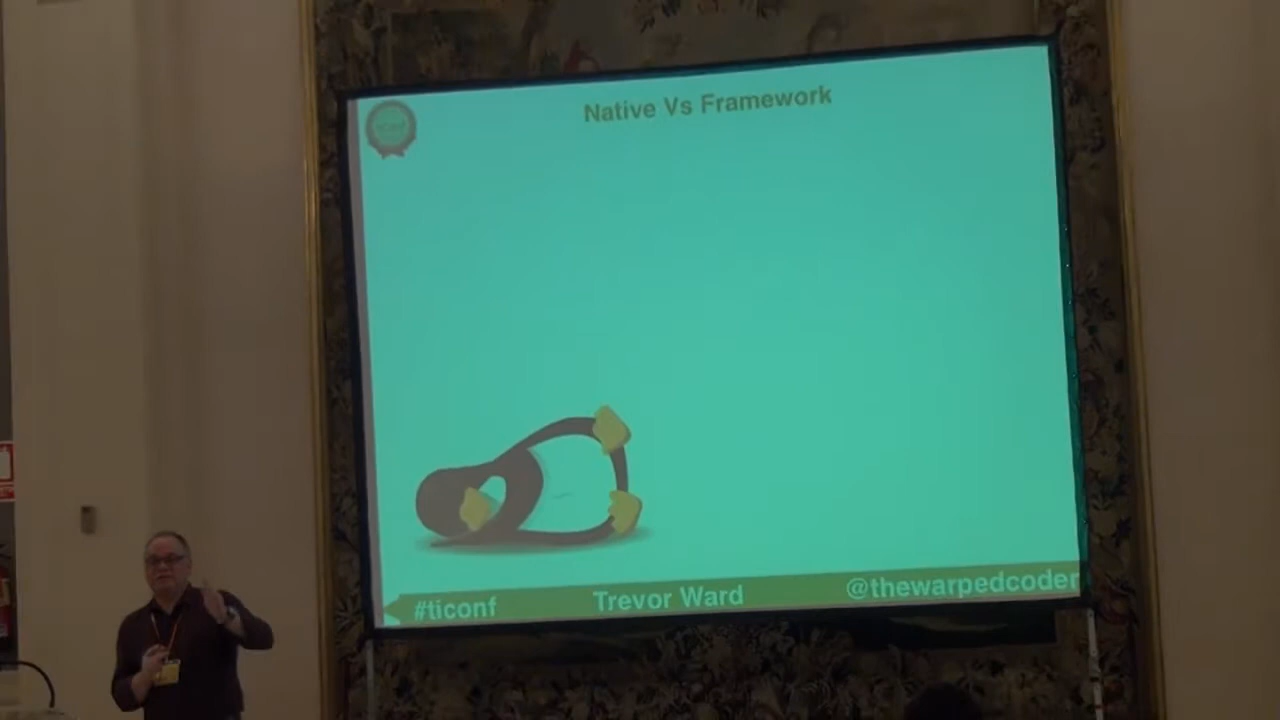 Native Vs Framework
#ticonf
Trevor Ward
@thewarpedcoder